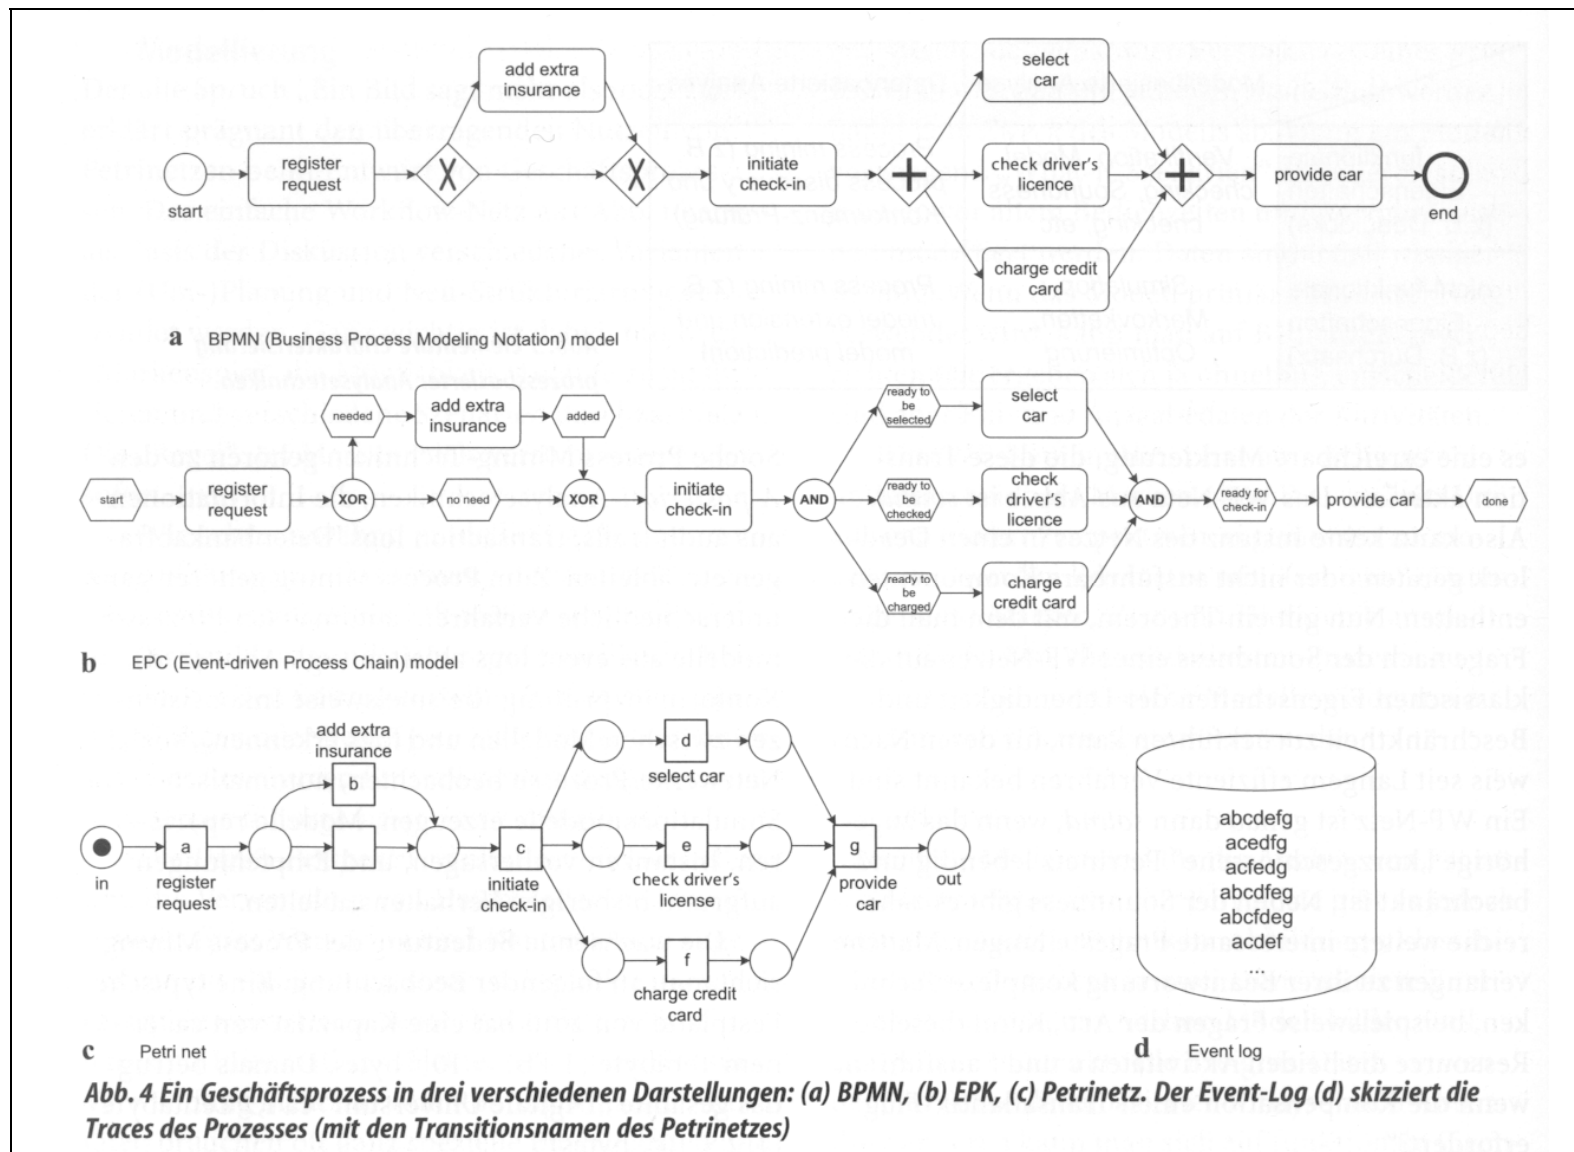 add extra
insurance
select
car
register
request
initiate
check-in
check driver's
licence
provide car
start
end
charge credit
card
a BPMN (Business Process Modeling Notation) model
needed
add extra
insurance
added
ready to
be
selected
select
car
start
register
request
XOR
no need
XOR
initiate
check-in
AND
ready to
be
checked
check
driver's
licence
AND
ready for
check-in
provide car
done
ready to
be
charged
charge
credit card
b EPC (Event-driven Process Chain) model
add extra
insurance
b
d
select car
in
a
register
request
c
initiate
check-in
e
check driver's
license
g
provide
car
out
f
charge credit
card
abcdefg
acedfg
acfedg
abcdfeg
abcfdeg
acdef
...
c Petri net
d Event log
Abb. 4 Ein Geschäftsprozess in drei verschiedenen Darstellungen: (a) BPMN, (b) EPK, (c) Petrinetz. Der Event-Log (d) skizziert die
Traces des Prozesses (mit den Transitionsnamen des Petrinetzes)